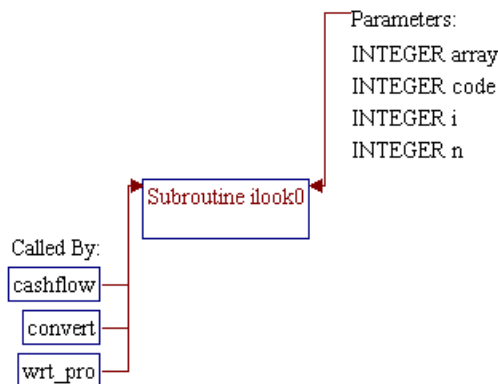 Parameters:
INTEGER array
INTEGER code
INTEGER i
INTEGER n
Subroutine ilook0
Called By:
cashflow
convert
wrt_pro